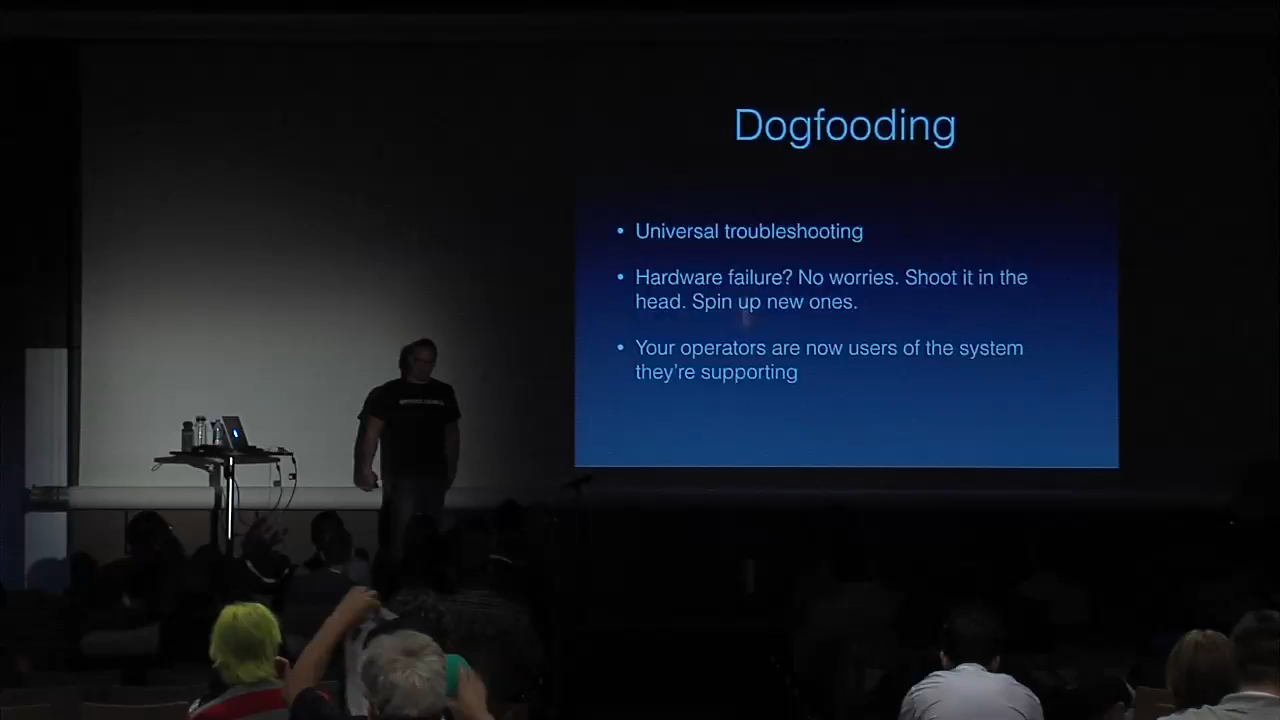 Dogfooding
• Universal troubleshooting
• Hardware failure? No worries. Shoot it in the
head. Spin up new ones.
• Your operators are now users of the system
they're supporting